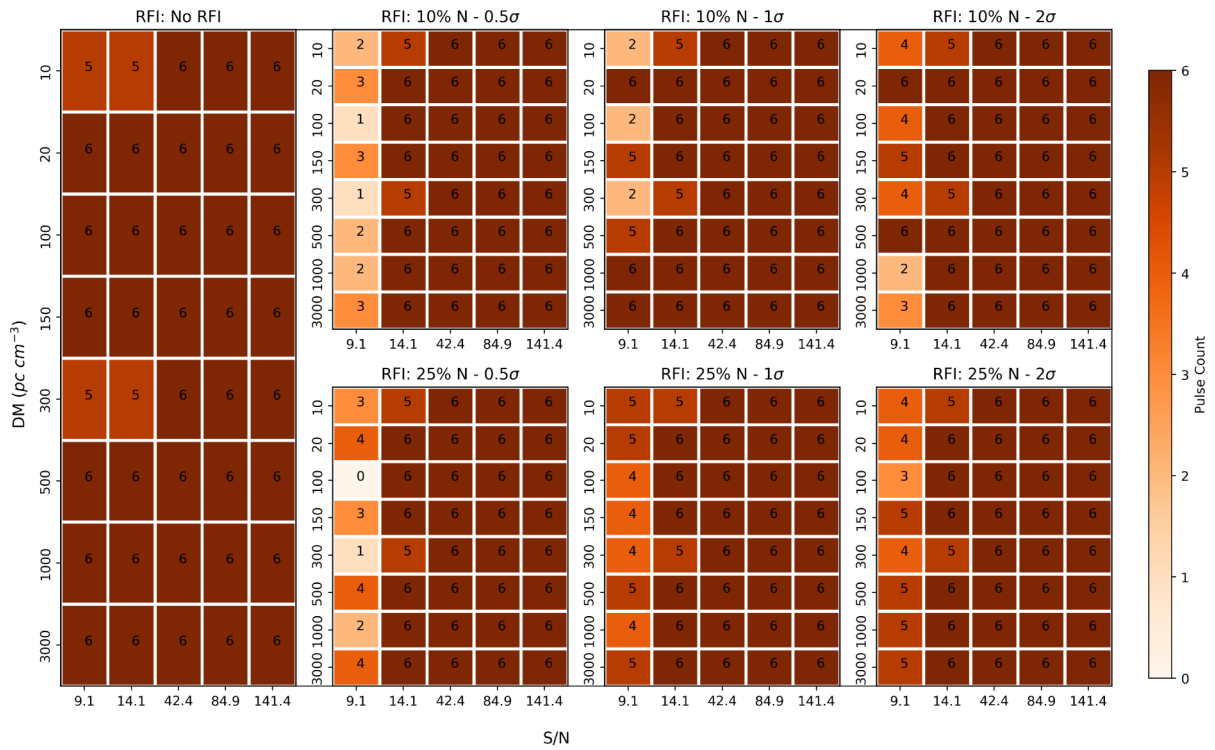 RFI: No RFI
10 5 5 6 6 6
20 6 6 6 6 6
100 6 6 6 6 6
150 6 6 6 6 6
300 5 5 6 6 6
500 6 6 6 6 6
1000 6 6 6 6 6
3000 6 6 6 6 6
9.1 14.1 42.4 84.9 141.4
DM (pc cm⁻³)
RFI: 10% N - 0.5σ
10 2 5 6 6 6
20 3 6 6 6 6
100 1 6 6 6 6
150 3 6 6 6 6
300 1 5 6 6 6
500 2 6 6 6 6
1000 2 6 6 6 6
3000 3 6 6 6 6
9.1 14.1 42.4 84.9 141.4
RFI: 10% N - 1σ
10 2 5 6 6 6
20 6 6 6 6 6
100 2 6 6 6 6
150 5 6 6 6 6
300 2 5 6 6 6
500 5 6 6 6 6
1000 6 6 6 6 6
3000 6 6 6 6 6
9.1 14.1 42.4 84.9 141.4
RFI: 10% N - 2σ
10 4 5 6 6 6
20 6 6 6 6 6
100 4 6 6 6 6
150 5 6 6 6 6
300 4 5 6 6 6
500 6 6 6 6 6
1000 2 6 6 6 6
3000 3 6 6 6 6
9.1 14.1 42.4 84.9 141.4
RFI: 25% N - 0.5σ
10 3 5 6 6 6
20 4 6 6 6 6
100 0 6 6 6 6
150 3 6 6 6 6
300 1 5 6 6 6
500 4 6 6 6 6
1000 2 6 6 6 6
3000 4 6 6 6 6
9.1 14.1 42.4 84.9 141.4
RFI: 25% N - 1σ
10 5 5 6 6 6
20 5 6 6 6 6
100 4 6 6 6 6
150 4 6 6 6 6
300 4 5 6 6 6
500 5 6 6 6 6
1000 4 6 6 6 6
3000 5 6 6 6 6
9.1 14.1 42.4 84.9 141.4
RFI: 25% N - 2σ
10 4 5 6 6 6
20 4 6 6 6 6
100 3 6 6 6 6
150 5 6 6 6 6
300 4 5 6 6 6
500 5 6 6 6 6
1000 5 6 6 6 6
3000 5 6 6 6 6
9.1 14.1 42.4 84.9 141.4
S/N
6
5
4
3
2
1
0
Pulse Count